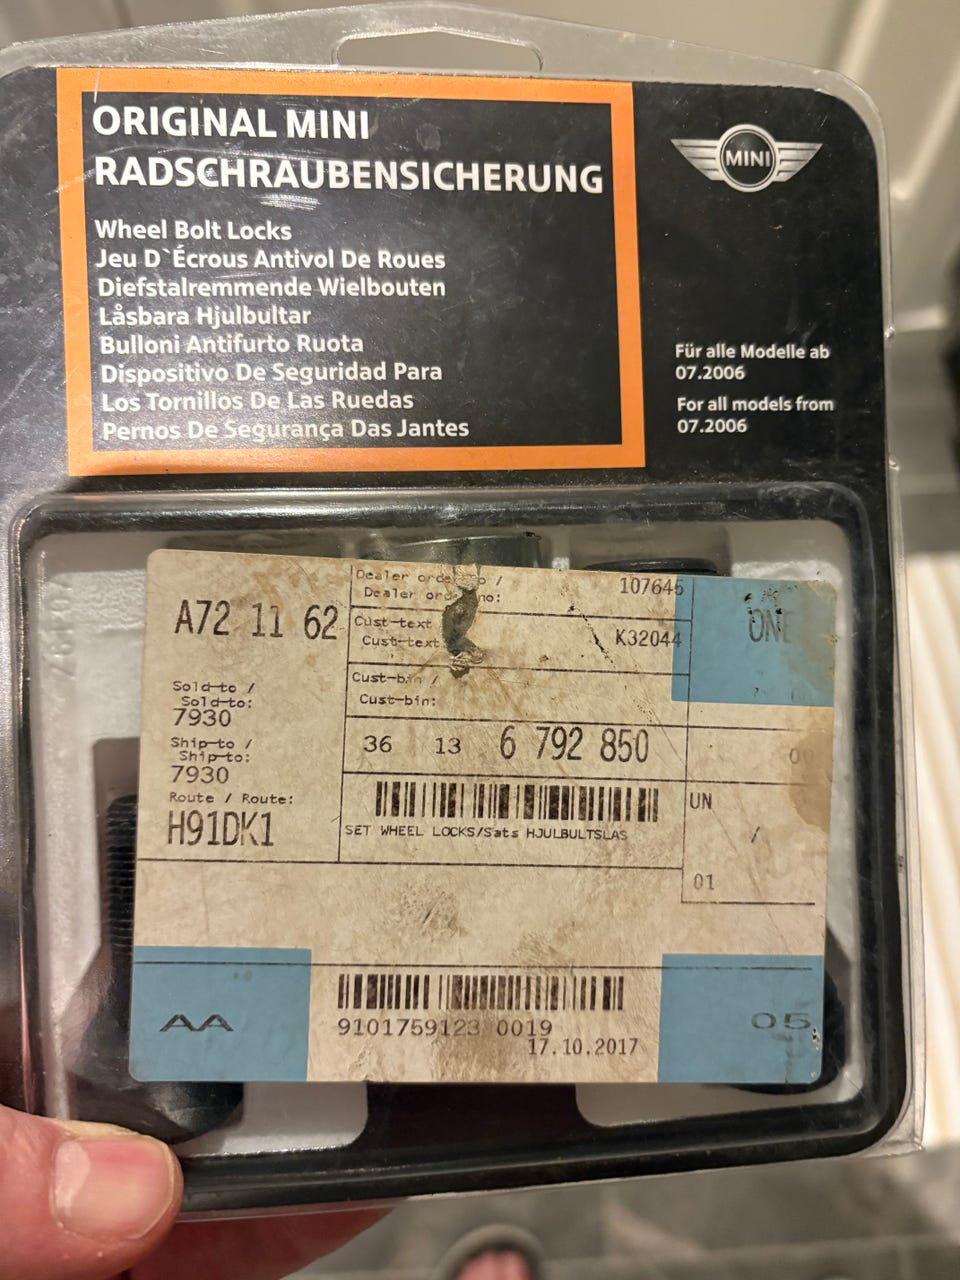 ORIGINAL MINI
RADSCHRAUBENSICHERUNG
Wheel Bolt Locks
Jeu D`Écrous Antivol De Roues
Diefstalremmende Wielbouten
Låsbara Hjulbultar
Bulloni Antifurto Ruota
Dispositivo De Seguridad Para
Los Tornillos De Las Ruedas
Pernos De Segurança Das Jantes
MINI
Für alle Modelle ab
07.2006
For all models from
07.2006
A72 11 62
Sold-to /
Sold-to:
7930
Ship-to /
Ship-to:
7930
Route / Route:
H91DK1
Dealer order no /
Dealer order no:
107645
Cust-text
Cust-text
K32044
Cust-bin /
Cust-bin:
36 13 6 792 850
SET WHEEL LOCKS/Sats HJULBULTSLAS
ONE
UN
/
01
AA
9101759123 0019
17.10.2017
05